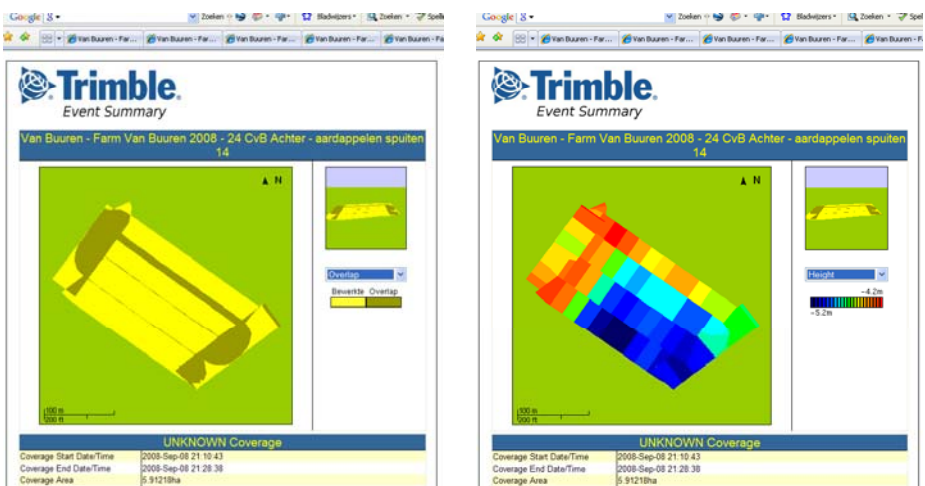 Google
Zoeken
Bladwijzers
Zoeken
Van Buuren - Far...
Van Buuren - Far...
Van Buuren - Far...
Van Buuren - Far...
Van Buuren - Fa
Trimble.
Event Summary
Van Buuren - Farm Van Buuren 2008 - 24 CvB Achter - aardappelen spuiten
14
N
Overlap
Bewerkte Overlap
100 m
200 ft
UNKNOWN Coverage
Coverage Start Date/Time 2008-Sep-08 21:10:43
Coverage End Date/Time 2008-Sep-08 21:28:38
Coverage Area 5.91218ha
Google
Zoeken
Bladwijzers
Zoeken
Van Buuren - Far...
Van Buuren - Far...
Van Buuren - Far...
Van Buuren - Far...
Van Buuren - F
Trimble.
Event Summary
Van Buuren - Farm Van Buuren 2008 - 24 CvB Achter - aardappelen spuiten
14
N
Height
~4.2m
~5.2m
100 m
200 ft
UNKNOWN Coverage
Coverage Start Date/Time 2008-Sep-08 21:10:43
Coverage End Date/Time 2008-Sep-08 21:28:38
Coverage Area 5.91218ha